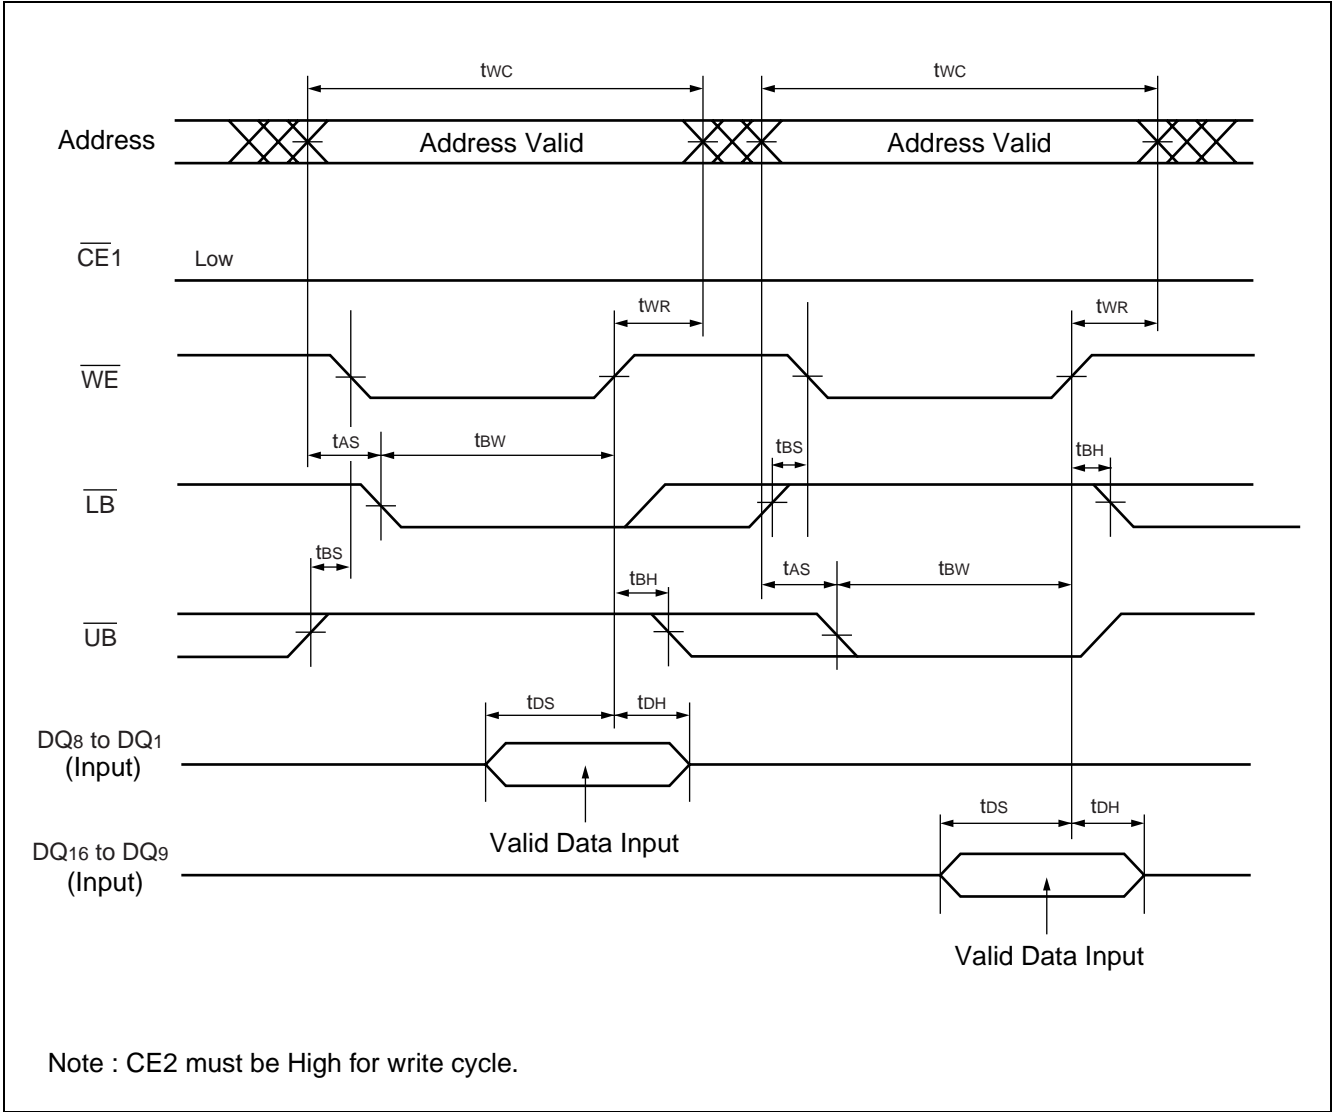 tWC tWC
Address Address Valid Address Valid
CE1 Low
tWR tWR
WE
tAS tBW tBS tBH
LB
tBS tBH tAS tBW
UB
tDS tDH
DQ8 to DQ1
(Input)
Valid Data Input
tDS tDH
DQ16 to DQ9
(Input)
Valid Data Input
Note : CE2 must be High for write cycle.